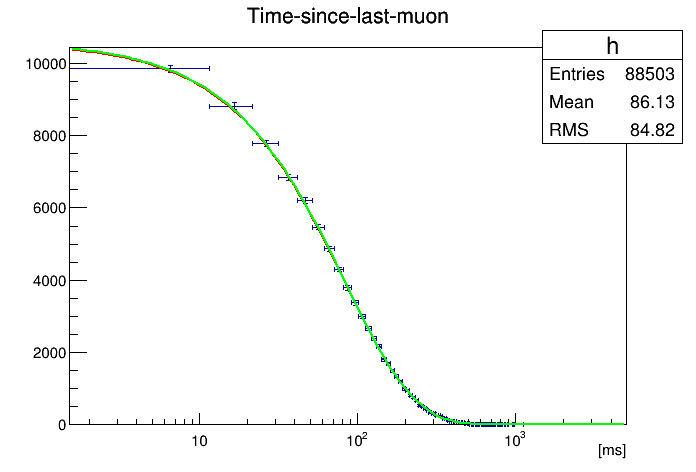 Time-since-last-muon
h
Entries 88503
Mean 86.13
RMS 84.82
10000
8000
6000
4000
2000
0
10 10² 10³
[ms]